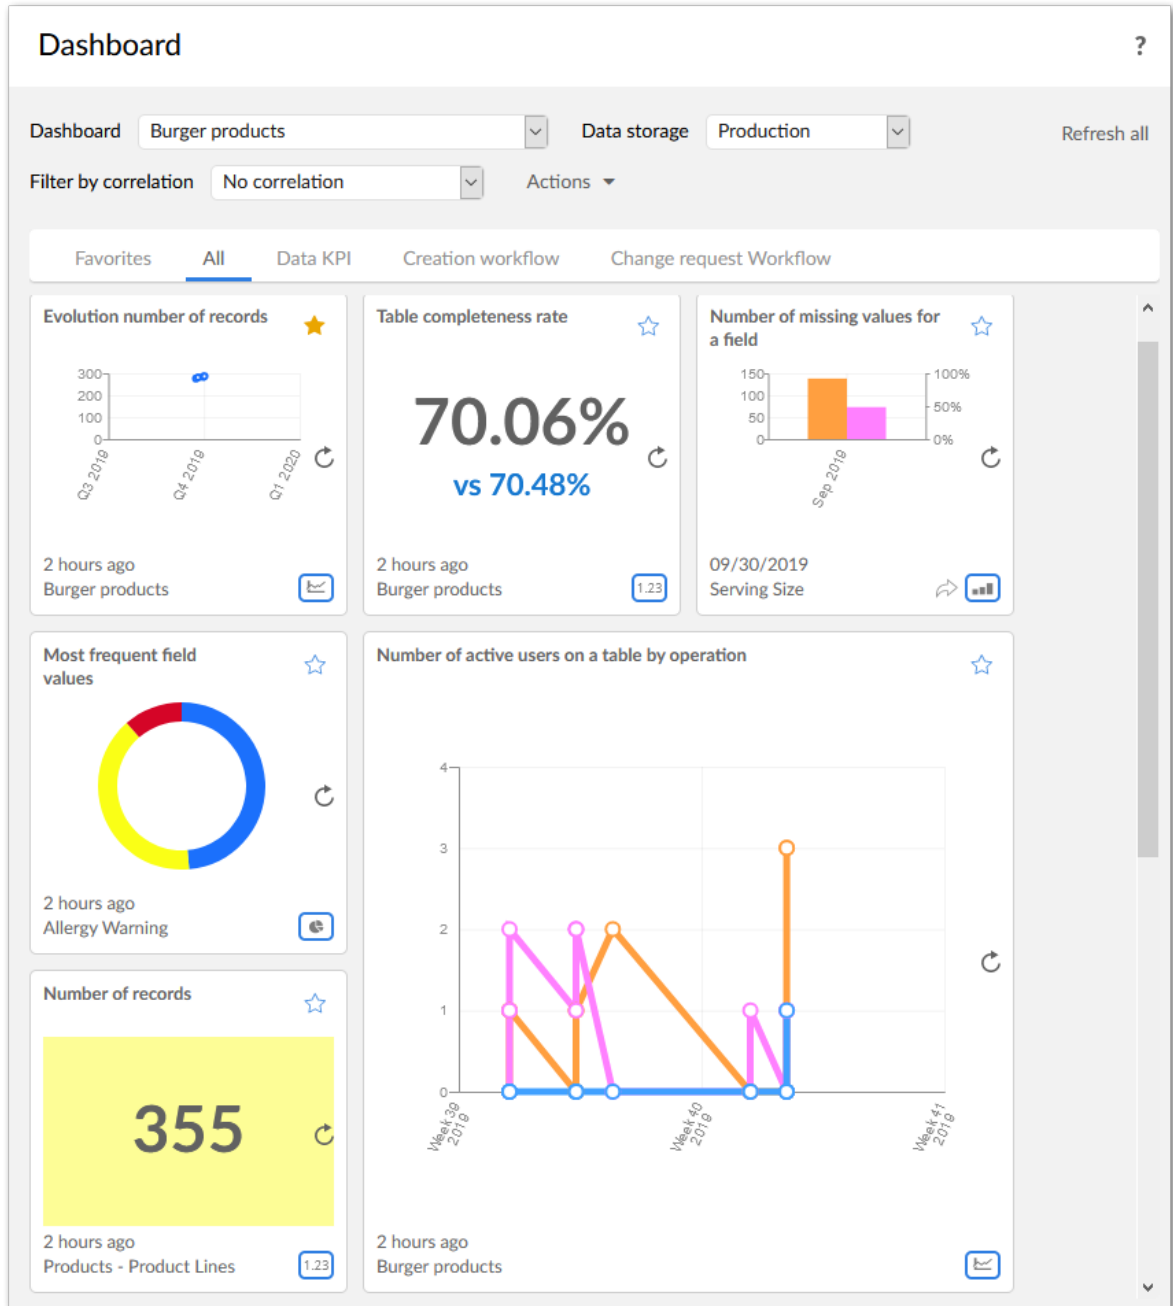 Dashboard
?
Dashboard Burger products Data storage Production Refresh all
Filter by correlation No correlation Actions
Favorites All Data KPI Creation workflow Change request Workflow
Evolution number of records
300
200
100
0
Q3 2019
Q4 2019
Q1 2020
2 hours ago
Burger products
Table completeness rate
70.06%
vs 70.48%
2 hours ago
Burger products
1.23
Number of missing values for
a field
150
100
50
0
100%
50%
0%
Sep 2019
09/30/2019
Serving Size
Most frequent field
values
2 hours ago
Allergy Warning
Number of active users on a table by operation
4
3
2
1
0
Week 39
2019
Week 40
2019
Week 41
2019
2 hours ago
Burger products
Number of records
355
2 hours ago
Products - Product Lines
1.23